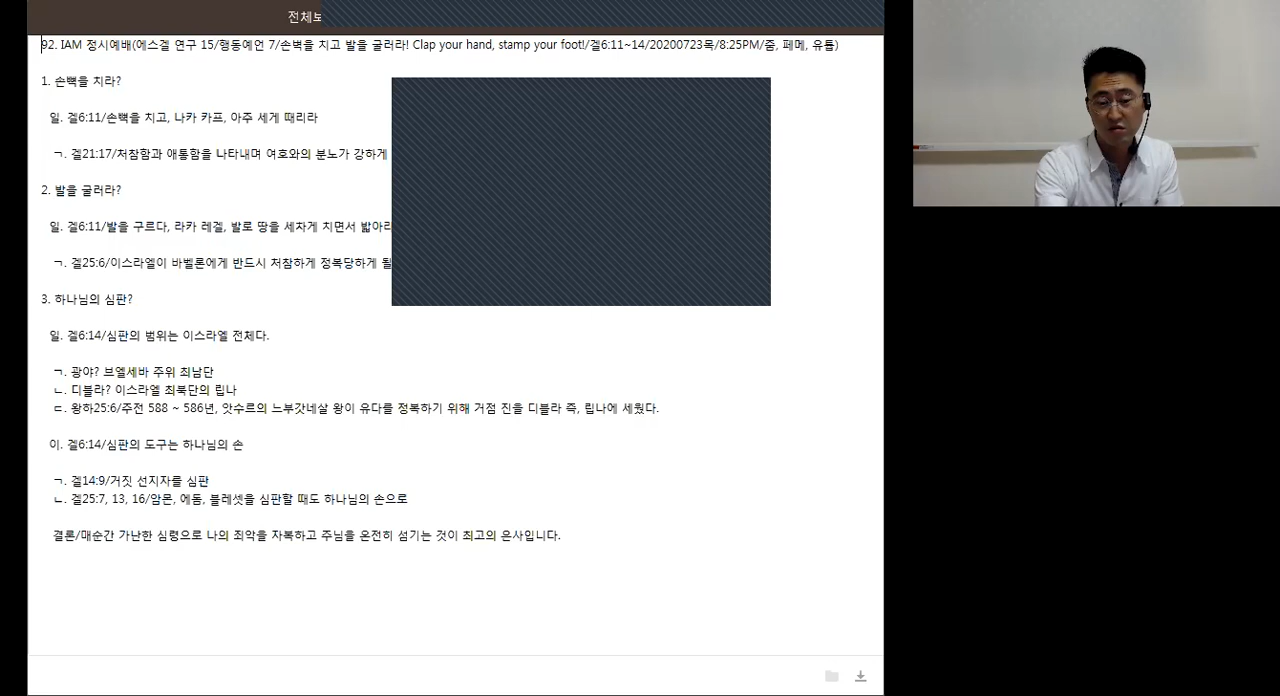 전체보
92. IAM 정시예배(에스겔 연구 15/행동예언 7/손벽을 치고 발을 굴러라! Clap your hand, stamp your foot!/겔6:11~14/20200723목/8:25PM/줌, 페메, 유튭)
1. 손뼉을 치라?
일. 겔6:11/손뼉을 치고, 나카 카프, 아주 세게 때리라
ㄱ. 겔21:17/처참함과 애통함을 나타내며 여호와의 분노가 강하게
2. 발을 굴러라?
일. 겔6:11/발을 구르다, 라카 레겔, 발로 땅을 세차게 치면서 밟아라
ㄱ. 겔25:6/이스라엘이 바벨론에게 반드시 처참하게 정복당하게 될
3. 하나님의 심판?
일. 겔6:14/심판의 범위는 이스라엘 전체다.
ㄱ. 광야? 브엘세바 주위 최남단
ㄴ. 디블라? 이스라엘 최북단의 립나
ㄷ. 왕하25:6/주전 588 ~ 586년, 앗수르의 느부갓네살 왕이 유다를 정복하기 위해 거점 진을 디블라 즉, 립나에 세웠다.
이. 겔6:14/심판의 도구는 하나님의 손
ㄱ. 겔14:9/거짓 선지자를 심판
ㄴ. 겔25:7, 13, 16/암몬, 에돔, 블레셋을 심판할 때도 하나님의 손으로
결론/매순간 가난한 심령으로 나의 죄악을 자복하고 주님을 온전히 섬기는 것이 최고의 은사입니다.